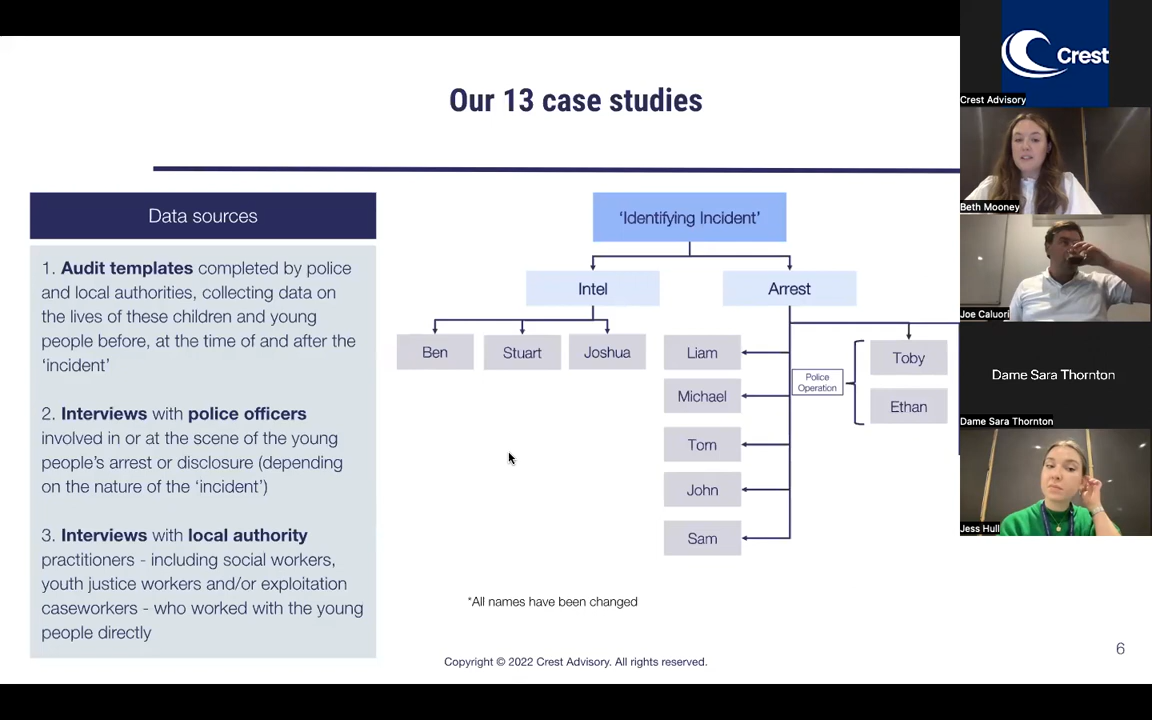 Our 13 case studies
Data sources
1. Audit templates completed by police
and local authorities, collecting data on
the lives of these children and young
people before, at the time of and after the
‘incident’
2. Interviews with police officers
involved in or at the scene of the young
people’s arrest or disclosure (depending
on the nature of the ‘incident’)
3. Interviews with local authority
practitioners - including social workers,
youth justice workers and/or exploitation
caseworkers - who worked with the young
people directly
‘Identifying Incident’
Intel
Arrest
Ben
Stuart
Joshua
Liam
Michael
Tom
John
Sam
Police
Operation
Toby
Ethan
*All names have been changed
Copyright © 2022 Crest Advisory. All rights reserved.
6
Crest
Crest Advisory
Beth Mooney
Joe Caluori
Dame Sara Thornton
Dame Sara Thornton
Jess Hull